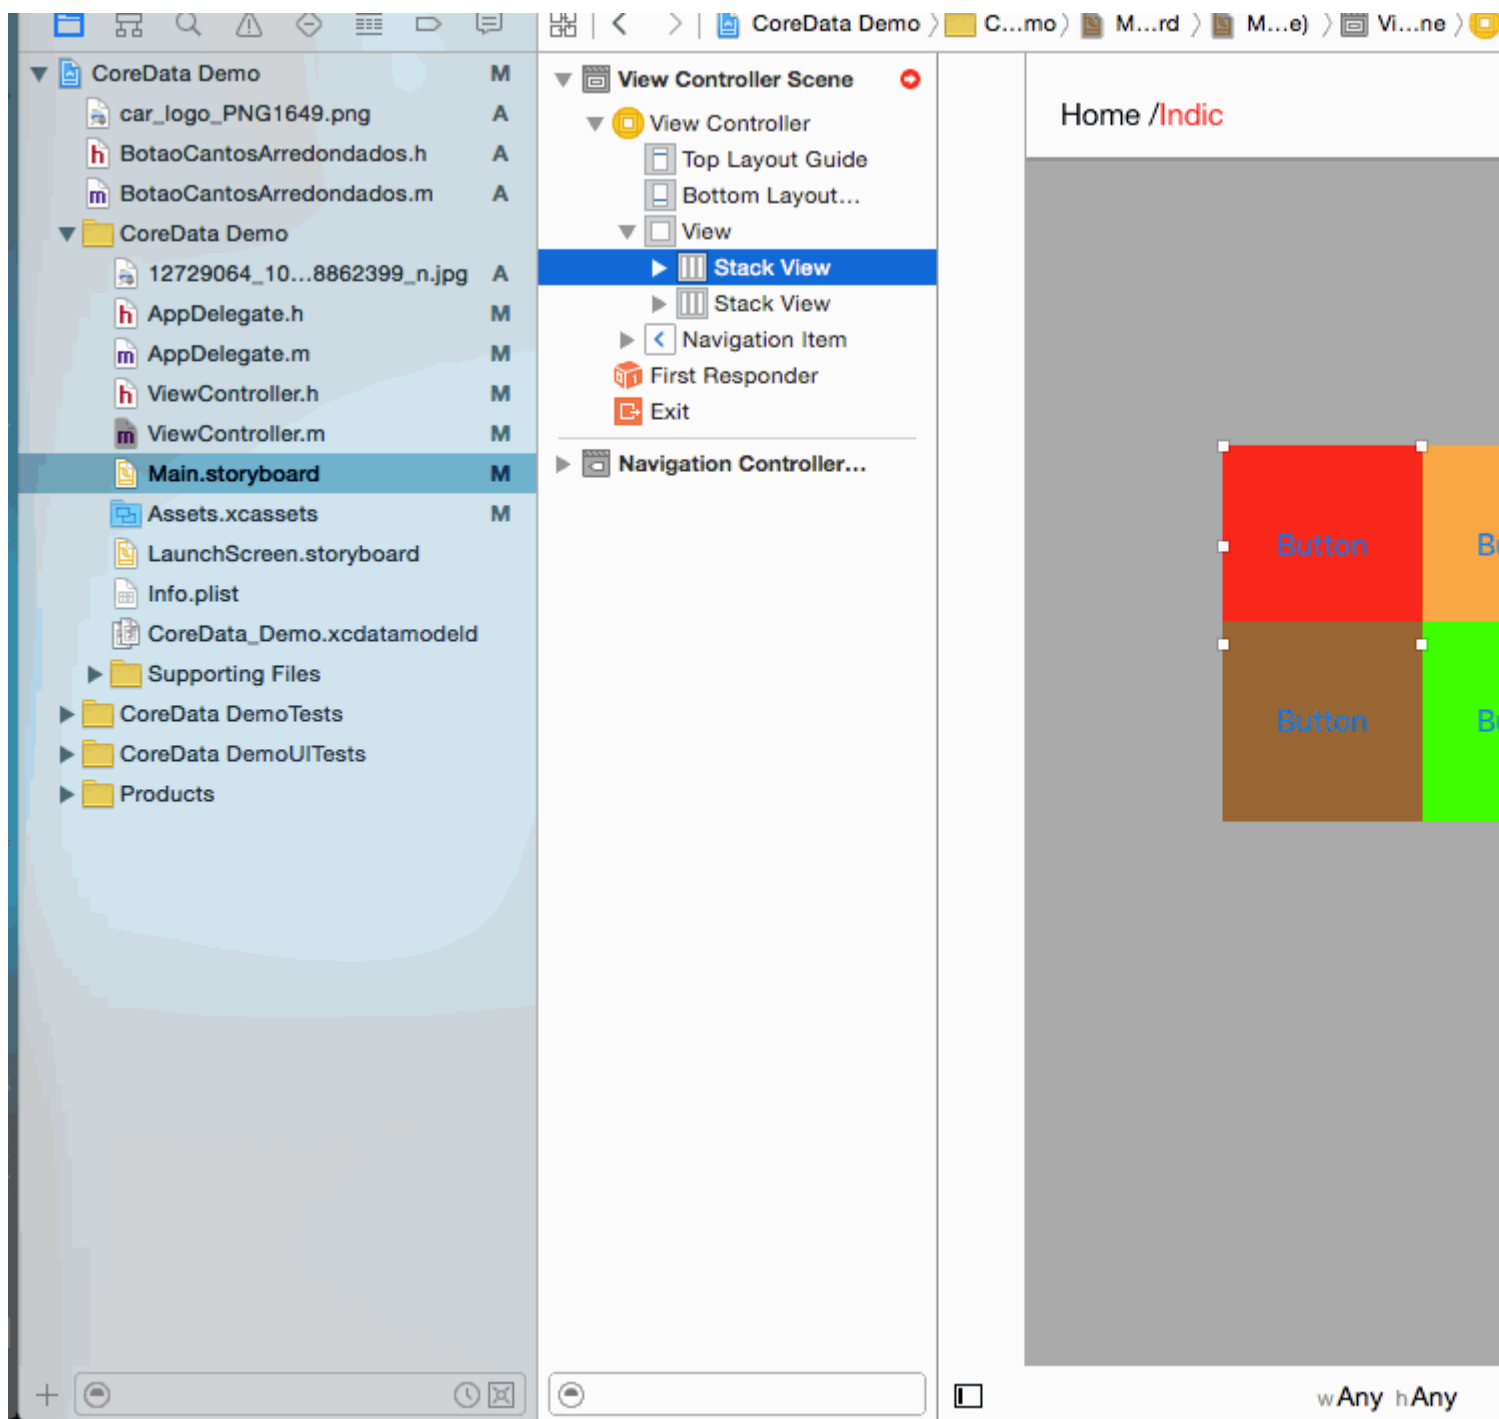 CoreData Demo C...mo M...rd M...e) Vi...ne
CoreData Demo M
car_logo_PNG1649.png A
BotaoCantosArredondados.h A
BotaoCantosArredondados.m A
CoreData Demo
12729064_10...8862399_n.jpg A
AppDelegate.h M
AppDelegate.m M
ViewController.h M
ViewController.m M
Main.storyboard M
Assets.xcassets M
LaunchScreen.storyboard
Info.plist
CoreData_Demo.xcdatamodeld
Supporting Files
CoreData DemoTests
CoreData DemoUITests
Products
View Controller Scene
View Controller
Top Layout Guide
Bottom Layout...
View
Stack View
Stack View
Navigation Item
First Responder
Exit
Navigation Controller...
Home /Indic
Button
Button
wAny hAny